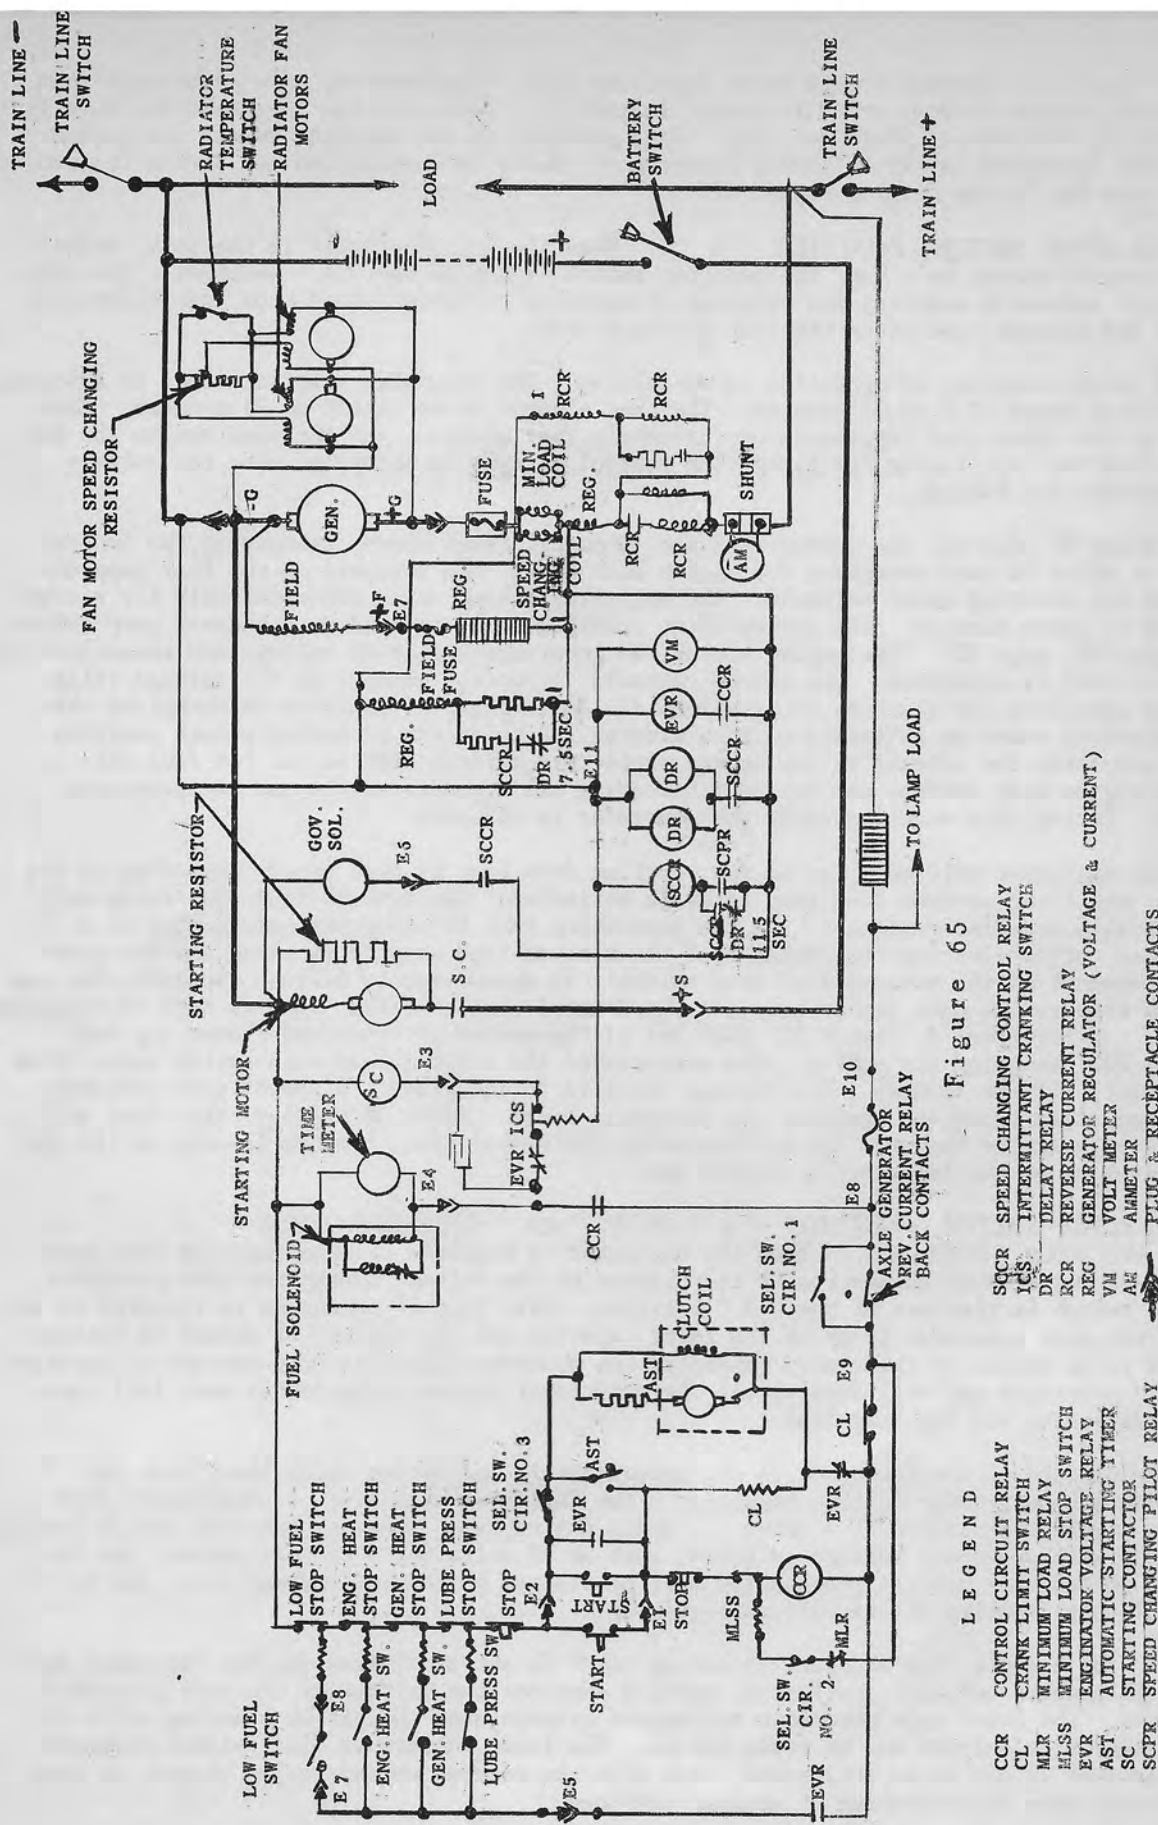 TRAIN LINE —
TRAIN LINE
SWITCH
RADIATOR
TEMPERATURE
SWITCH
RADIATOR FAN
MOTORS
FAN MOTOR SPEED CHANGING
RESISTOR
LOAD
-
+
BATTERY
SWITCH
TRAIN LINE
SWITCH
TRAIN LINE +
-G
GEN.
+G
FUSE
MIN.
LOAD
COIL
I
RCR
RCR
REG.
RCR
RCR
SHUNT
AM
FIELD
+F
E7
FIELD
FUSE
REG.
SPEED
CHANG-
ING
COIL
REG.
SCCR
DR
7.5SEC.
E11
VM
EVR
CCR
DR
DR
SCCR
SCCR
SCPR
SCCR
DR
11.5
SEC
STARTING RESISTOR
GOV.
SOL.
E5
SCCR
STARTING MOTOR
S.C.
+S
TIME
METER
SC
E3
E4
EVR
ICS
FUEL SOLENOID
CCR
TO LAMP LOAD
E10
E8
AXLE GENERATOR
REV.CURRENT RELAY
BACK CONTACTS
SEL.SW.
CIR.NO.1
CLUTCH
COIL
AST
E9
CL
EVR
CL
LOW FUEL
STOP SWITCH
ENG. HEAT
STOP SWITCH
GEN. HEAT
STOP SWITCH
LUBE PRESS
STOP SWITCH
STOP
SEL.SW.
CIR.NO.3
E2
AST
EVR
START
START
E1
STOP
MLSS
CCR
MLR
SEL.SW.
CIR.
NO.2
LOW FUEL
SWITCH
E8
E7
ENG.HEAT SW.
GEN.HEAT SW.
LUBE PRESS SW.
E5
EVR
Figure 65
LEGEND
CCR CONTROL CIRCUIT RELAY
CL CRANK LIMIT SWITCH
MLR MINIMUM LOAD RELAY
MLSS MINIMUM LOAD STOP SWITCH
EVR ENGINATOR VOLTAGE RELAY
AST AUTOMATIC STARTING TIMER
SC STARTING CONTACTOR
SCPR SPEED CHANGING PILOT RELAY
SCCR SPEED CHANGING CONTROL RELAY
ICS INTERMITTANT CRANKING SWITCH
DR DELAY RELAY
RCR REVERSE CURRENT RELAY
REG GENERATOR REGULATOR (VOLTAGE & CURRENT)
VM VOLT METER
AM AMMETER
PLUG & RECEPTACLE CONTACTS